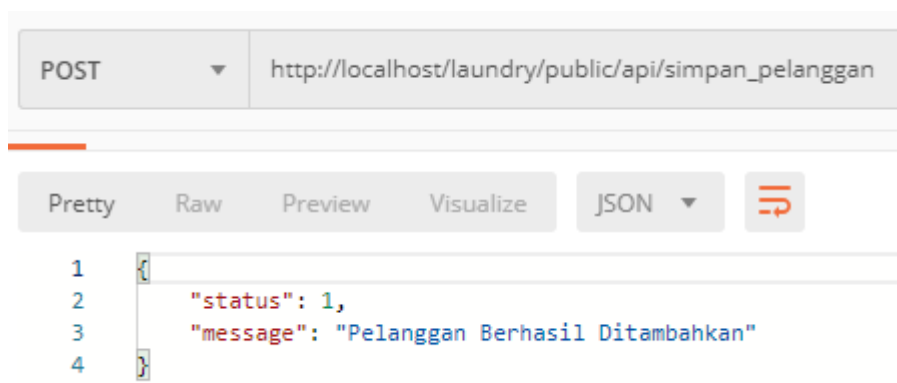 POST http://localhost/laundry/public/api/simpan_pelanggan
Pretty Raw Preview Visualize JSON
1 {
2 "status": 1,
3 "message": "Pelanggan Berhasil Ditambahkan"
4 }